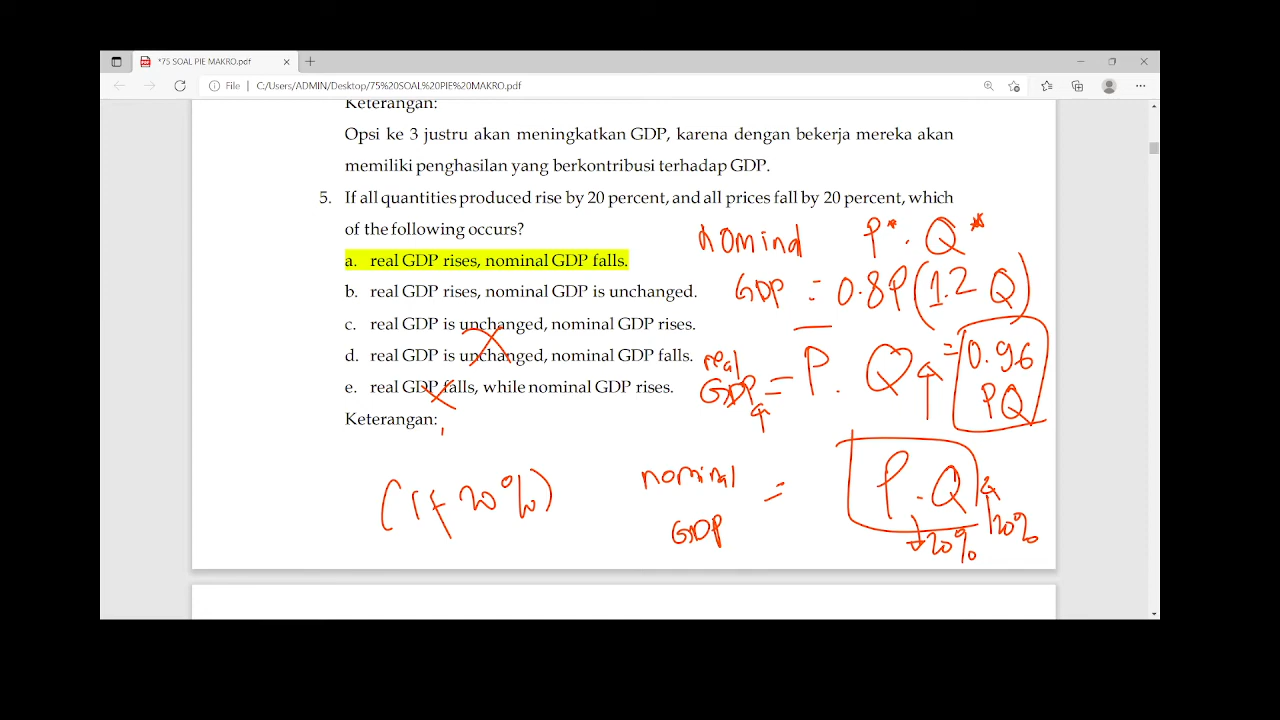 *75 SOAL PIE MAKRO.pdf
File C:/Users/ADMIN/Desktop/75%20SOAL%20PIE%20MAKRO.pdf
Keterangan:
Opsi ke 3 justru akan meningkatkan GDP, karena dengan bekerja mereka akan
memiliki penghasilan yang berkontribusi terhadap GDP.
5. If all quantities produced rise by 20 percent, and all prices fall by 20 percent, which
of the following occurs?
a. real GDP rises, nominal GDP falls.
b. real GDP rises, nominal GDP is unchanged.
c. real GDP is unchanged, nominal GDP rises.
d. real GDP is unchanged, nominal GDP falls.
e. real GDP falls, while nominal GDP rises.
Keterangan:
nominal P* . Q*
GDP = 0.8P(1.2 Q)
= 0.96
PQ
real
GDP↑ = P . Q↑
nominal = P.Q
GDP ↓20% ↑20%
(1+20%)